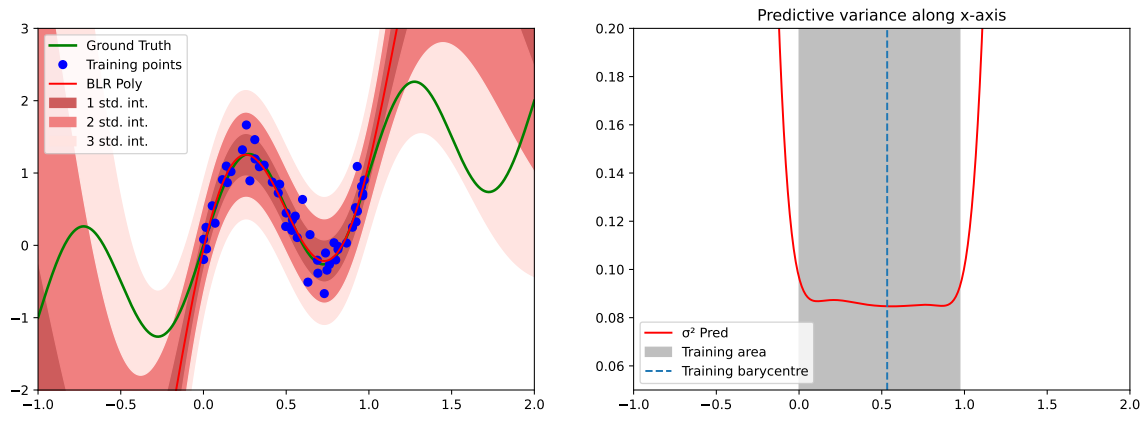 3
2
1
0
−1
−2
−1.0
−0.5
0.0
0.5
1.0
1.5
2.0
Ground Truth
Training points
BLR Poly
1 std. int.
2 std. int.
3 std. int.
Predictive variance along x-axis
0.20
0.18
0.16
0.14
0.12
0.10
0.08
0.06
−1.0
−0.5
0.0
0.5
1.0
1.5
2.0
σ² Pred
Training area
Training barycentre